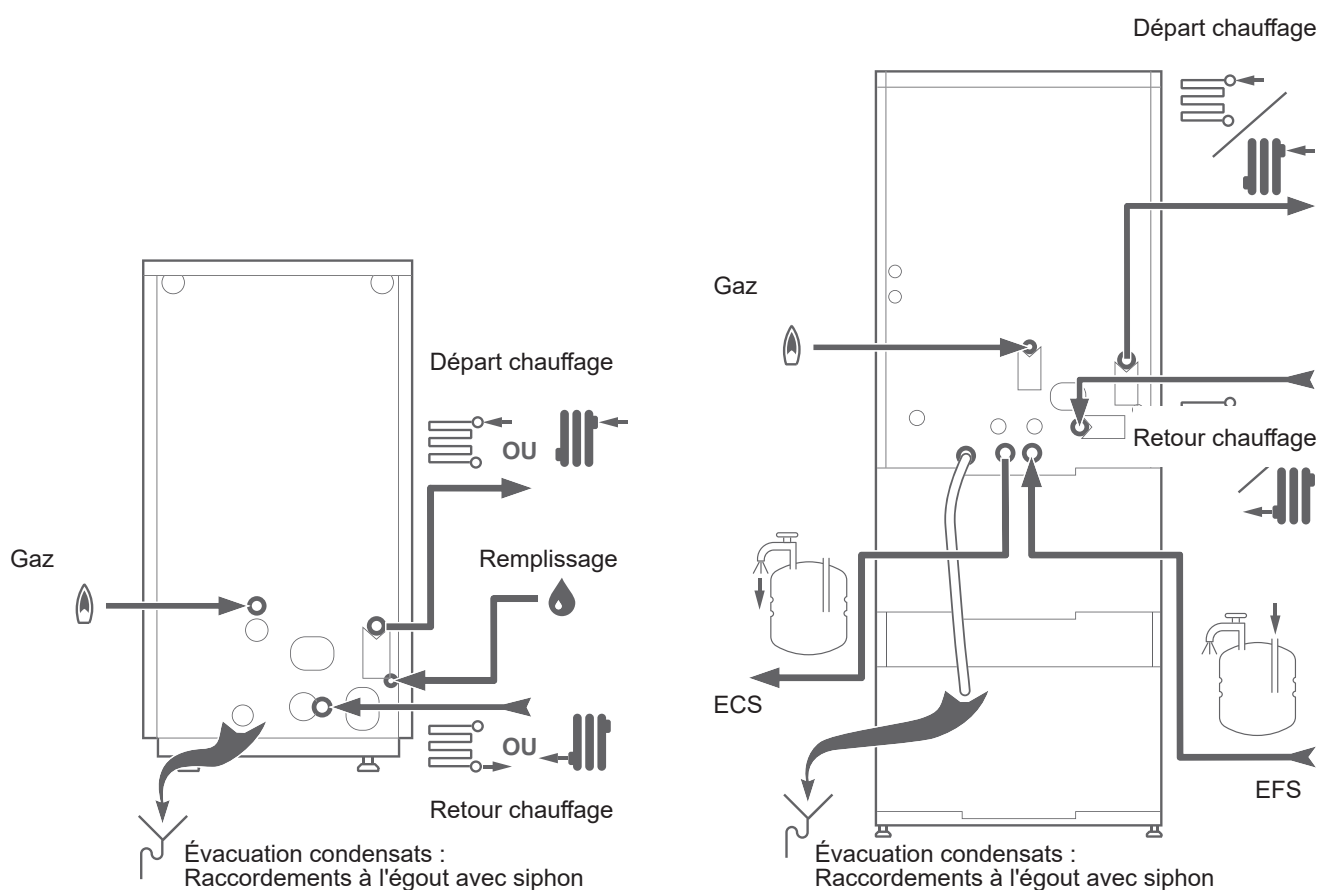 Départ chauffage
OU
Gaz
Remplissage
OU
Retour chauffage
Évacuation condensats :
Raccordements à l'égout avec siphon
Départ chauffage
Gaz
Retour chauffage
ECS
EFS
Évacuation condensats :
Raccordements à l'égout avec siphon